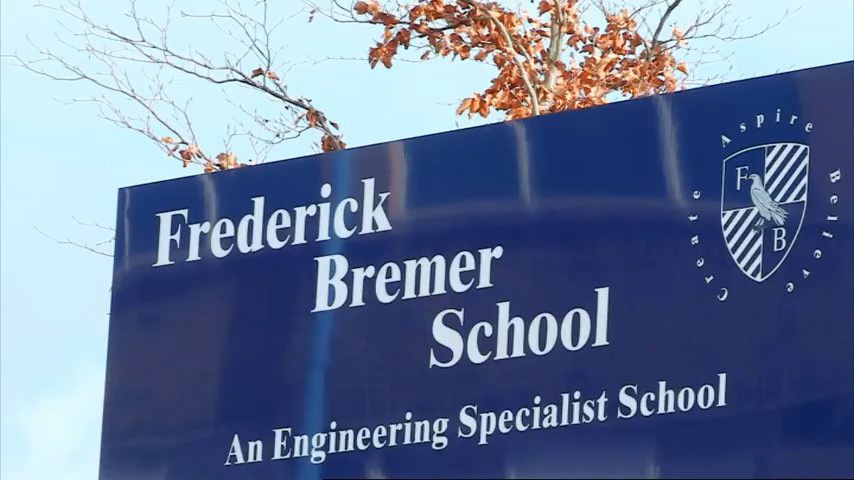 Frederick
Bremer
School
An Engineering Specialist School
Create Aspire Believe
F
B